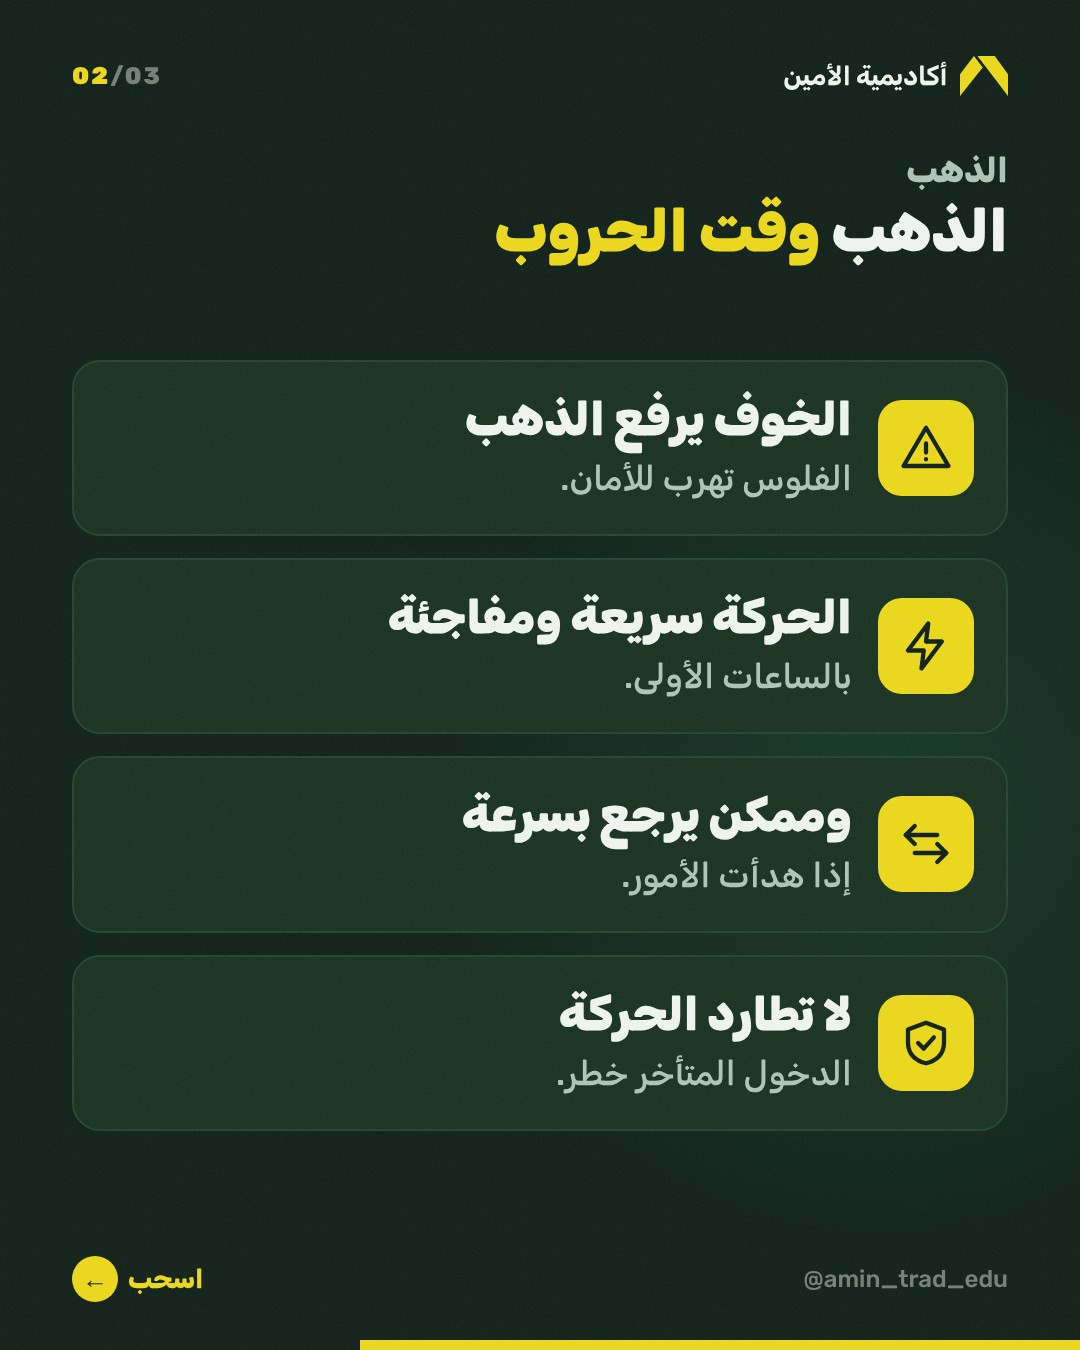 أكاديمية الأمين
02/03
الذهب
الذهب وقت الحروب
الخوف يرفع الذهب
الفلوس تهرب للأمان.
الحركة سريعة ومفاجئة
بالساعات الأولى.
وممكن يرجع بسرعة
إذا هدأت الأمور.
لا تطارد الحركة
الدخول المتأخر خطر.
@amin_trad_edu
اسحب ←